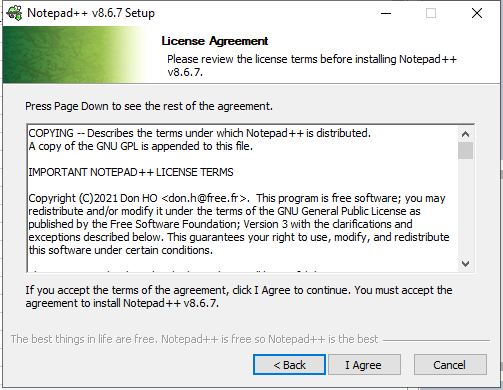 Notepad++ v8.6.7 Setup
License Agreement
Please review the license terms before installing Notepad++
v8.6.7.
Press Page Down to see the rest of the agreement.
COPYING -- Describes the terms under which Notepad++ is distributed.
A copy of the GNU GPL is appended to this file.
IMPORTANT NOTEPAD++ LICENSE TERMS
Copyright (C)2021 Don HO <don.h@free.fr>. This program is free software; you may
redistribute and/or modify it under the terms of the GNU General Public License as
published by the Free Software Foundation; Version 3 with the clarifications and
exceptions described below. This guarantees your right to use, modify, and redistribute
this software under certain conditions.
If you accept the terms of the agreement, click I Agree to continue. You must accept the
agreement to install Notepad++ v8.6.7.
The best things in life are free. Notepad++ is free so Notepad++ is the best
< Back
I Agree
Cancel